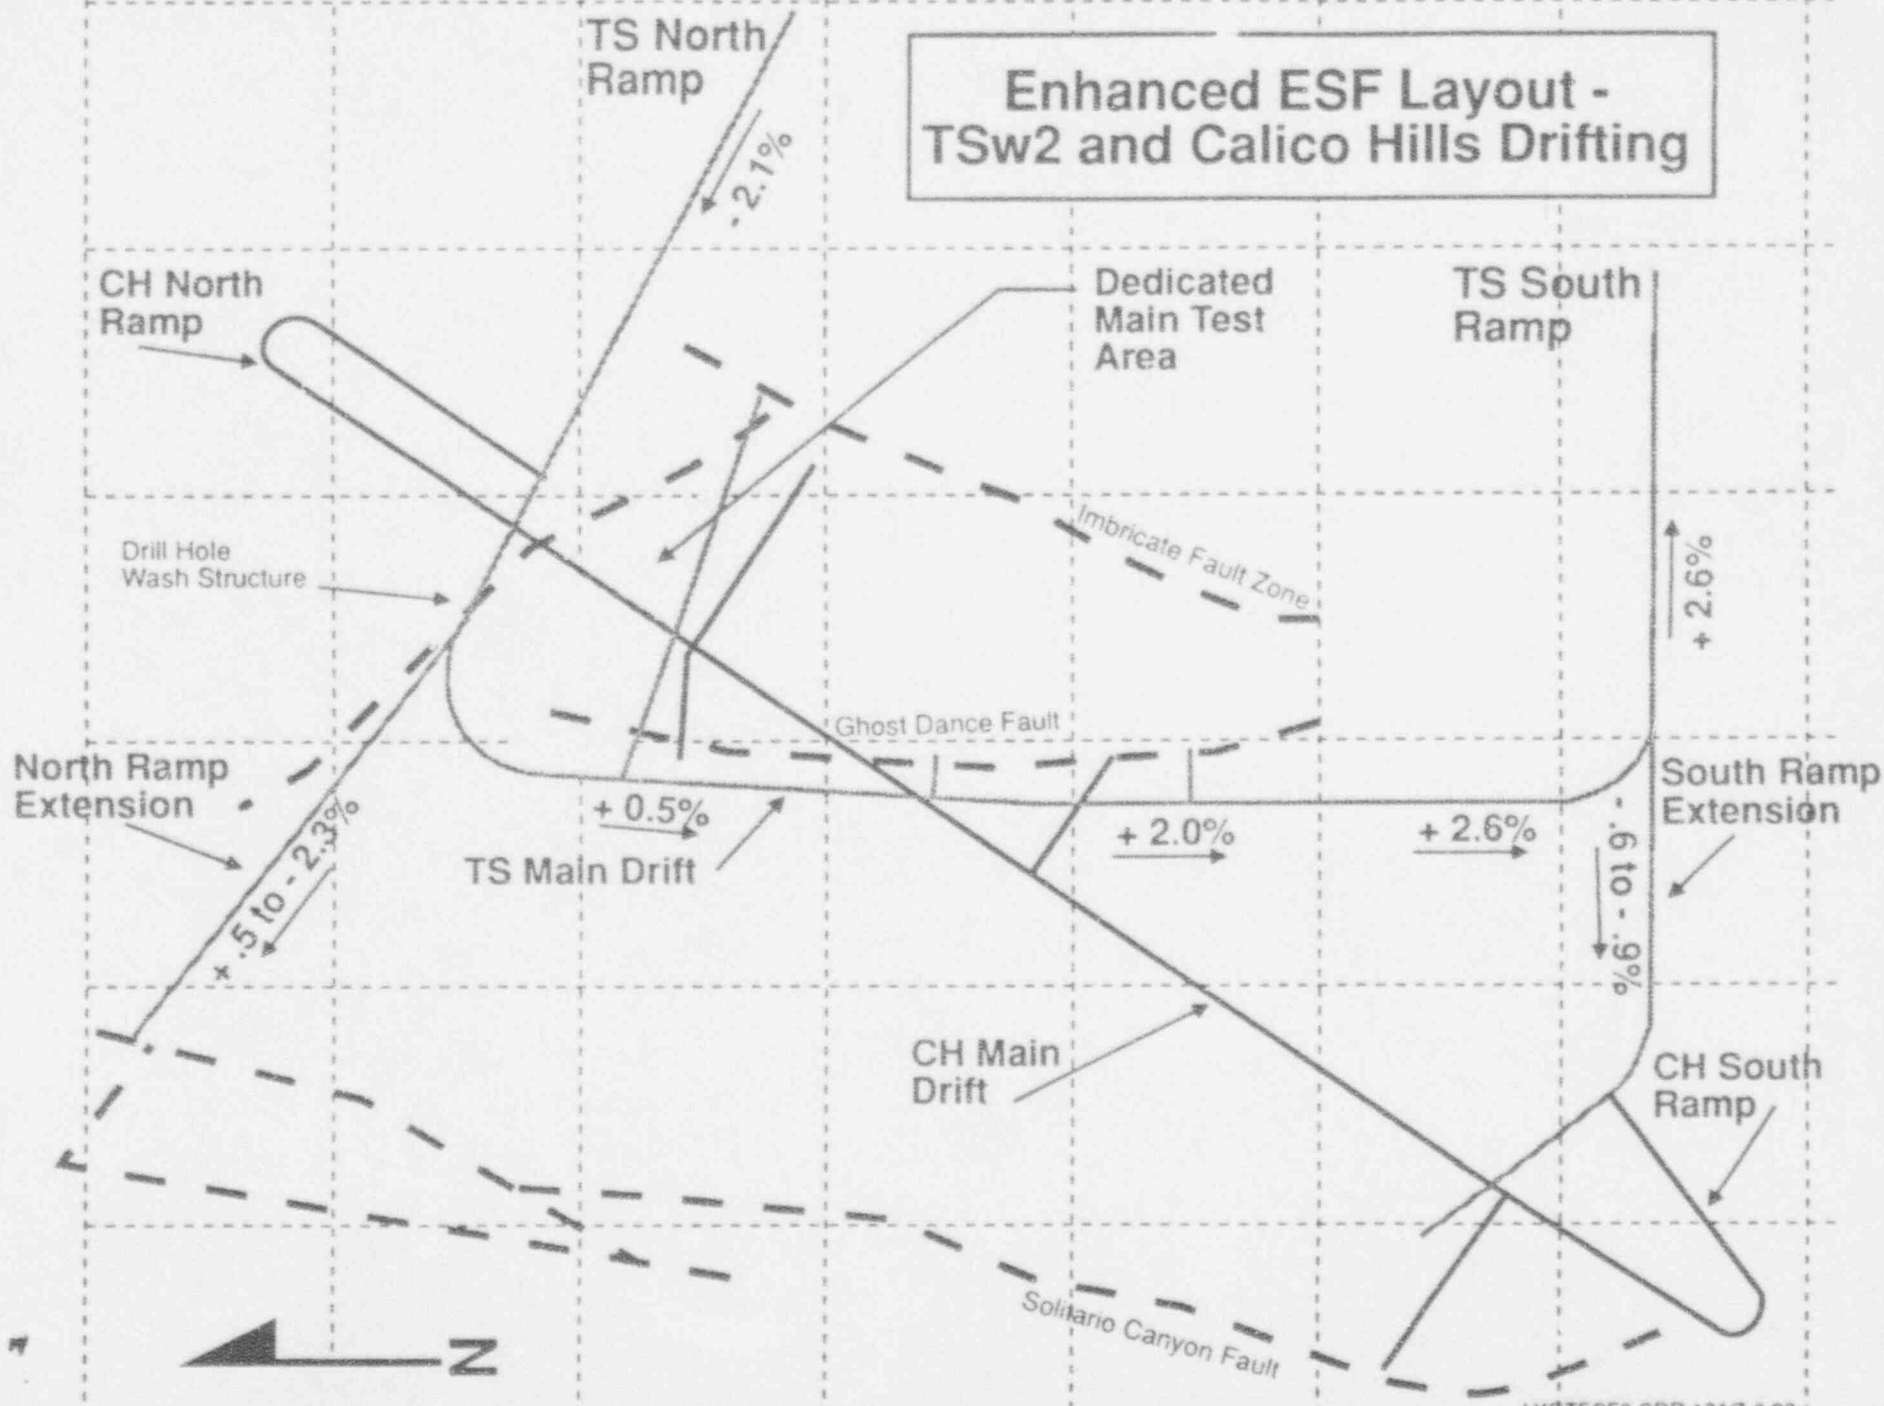 TS North
Ramp
Enhanced ESF Layout -
TSw2 and Calico Hills Drifting
- 2.1%
CH North
Ramp
Dedicated
Main Test
Area
TS South
Ramp
Imbricate Fault Zone
Drill Hole
Wash Structure
+ 2.6%
Ghost Dance Fault
North Ramp
Extension
South Ramp
Extension
+ 0.5%
+ 2.0%
+ 2.6%
TS Main Drift
+ .5 to - 2.3%
- .6 to - .9%
CH Main
Drift
CH South
Ramp
Solitario Canyon Fault
N